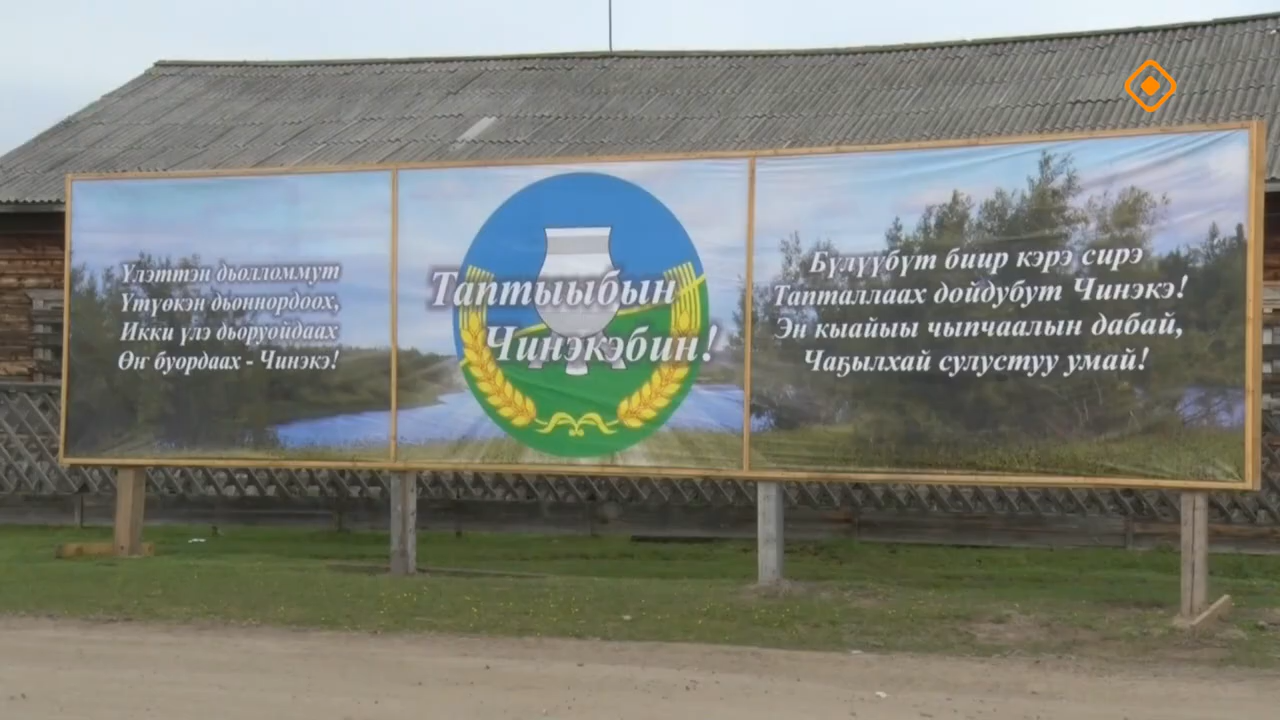 Үлэттэн дьолломмут
Үтүөкэн дьоннордоох,
Икки үлэ дьоруойдаах
Өҥ буордаах - Чинэкэ!
Таптыыбын
Чинэкэбин!
Бүлүүбүт биир кэрэ сирэ
Тапталлаах дойдубут Чинэкэ!
Эн кыайыы чыпчаалын дабай,
Чаҕылхай сулустуу умай!